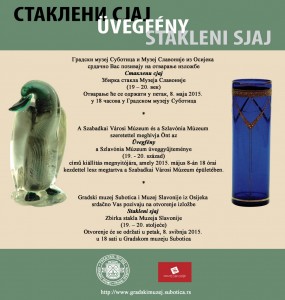 СТАКЛЕНИ СЈАЈ
ÜVEGFÉNY
STAKLENI SJAJ
Градски музеј Суботица и Музеј Славоније из Осијека
срдачно Вас позивају на отварање изложбе
Стаклени сјај
Збирка стакла Музеја Славоније
(19 – 20. век)
Отварање ће се одржати у петак, 8. маја 2015.
у 18 часова у Градском музеју Суботица
*
A Szabadkai Városi Múzeum és a Szlavónia Múzeum
szeretettel meghívja Önt az
Üvegfény
a Szlavónia Múzeum üveggyűjteménye
(19. - 20. század)
című kiállítás megnyitójára, amely 2015. május 8-án 18 órai
kezdettel lesz megtartva a Szabadkai Városi Múzeum épületében.
*
Gradski muzej Subotica i Muzej Slavonije iz Osijeka
srdačno Vas pozivaju na otvorenje izložbe
Stakleni sjaj
Zbirka stakla Muzeja Slavonije
(19. - 20. stoljeće)
Otvorenje će se održati u petak, 8. svibnja 2015.
u 18 sati u Gradskom muzeju Subotica
http://www.gradskimuzej.subotica.rs